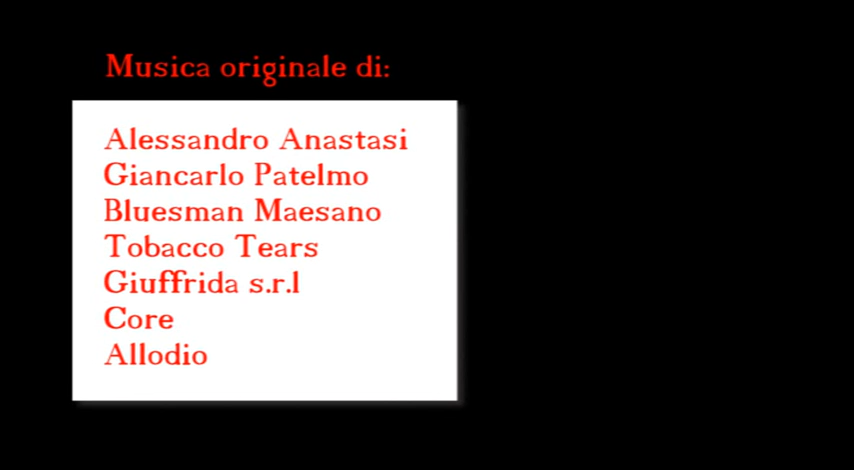 Musica originale di:
Alessandro Anastasi
Giancarlo Patelmo
Bluesman Maesano
Tobacco Tears
Giuffrida s.r.l
Core
Allodio